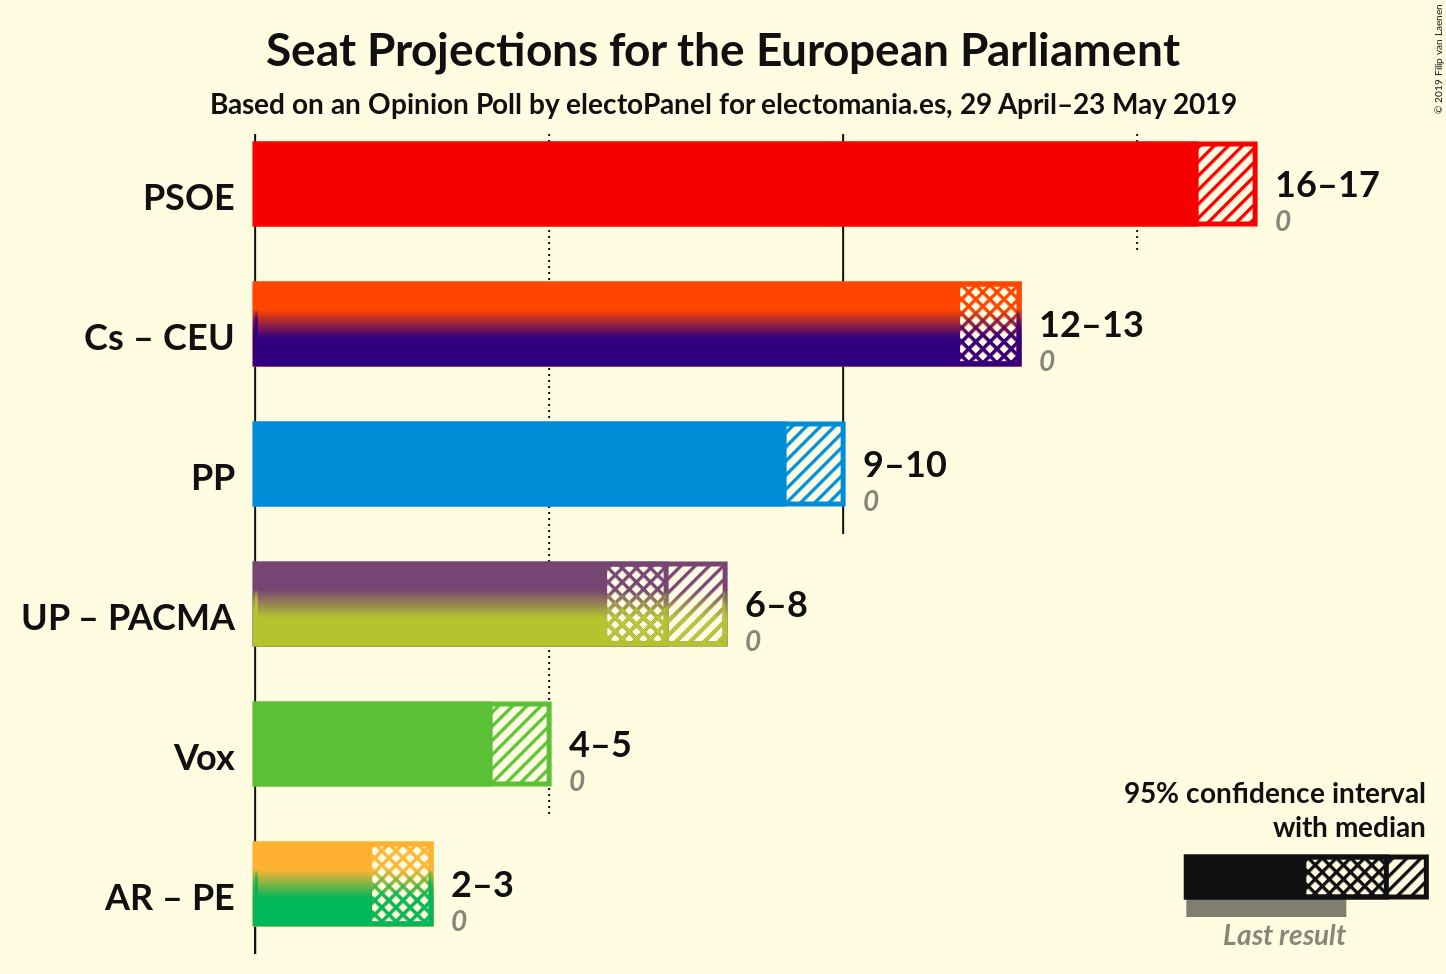 Seat Projections for the European Parliament
Based on an Opinion Poll by electoPanel for electomania.es, 29 April–23 May 2019
© 2019 Filip van Laenen
PSOE
16–17
0
Cs – CEU
12–13
0
PP
9–10
0
UP – PACMA
6–8
0
Vox
4–5
0
AR – PE
2–3
0
95% confidence interval
with median
Last result